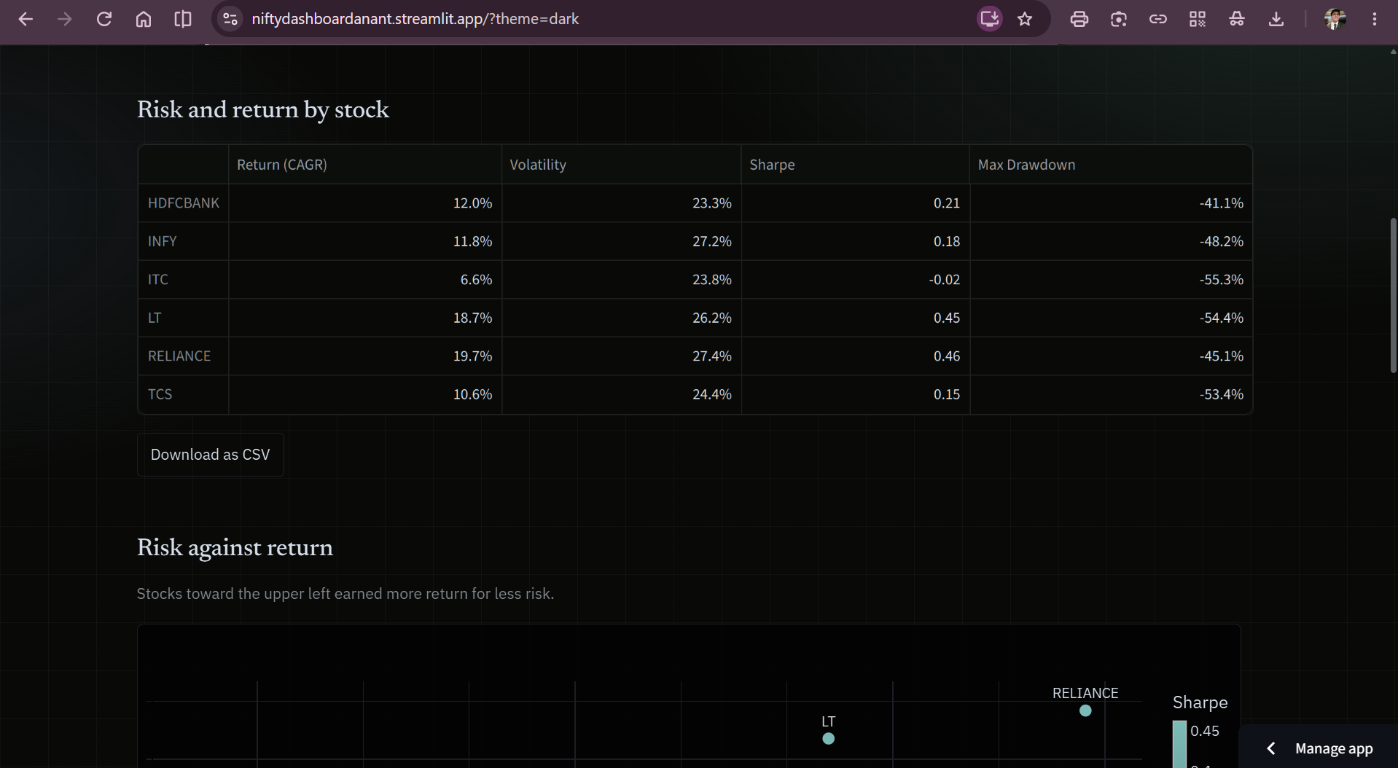 niftydashboardanant.streamlit.app/?theme=dark
Risk and return by stock
Return (CAGR) Volatility Sharpe Max Drawdown
HDFCBANK 12.0% 23.3% 0.21 -41.1%
INFY 11.8% 27.2% 0.18 -48.2%
ITC 6.6% 23.8% -0.02 -55.3%
LT 18.7% 26.2% 0.45 -54.4%
RELIANCE 19.7% 27.4% 0.46 -45.1%
TCS 10.6% 24.4% 0.15 -53.4%
Download as CSV
Risk against return
Stocks toward the upper left earned more return for less risk.
RELIANCE
Sharpe
LT
0.45
Manage app